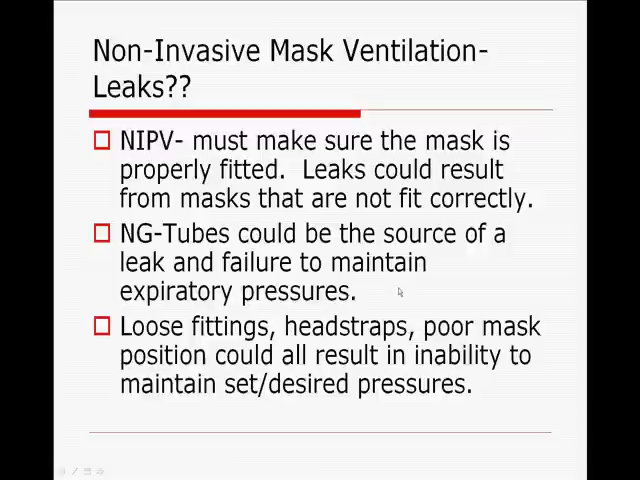 Non-Invasive Mask Ventilation-
Leaks??
NIPV- must make sure the mask is
properly fitted. Leaks could result
from masks that are not fit correctly.
NG-Tubes could be the source of a
leak and failure to maintain
expiratory pressures.
Loose fittings, headstraps, poor mask
position could all result in inability to
maintain set/desired pressures.